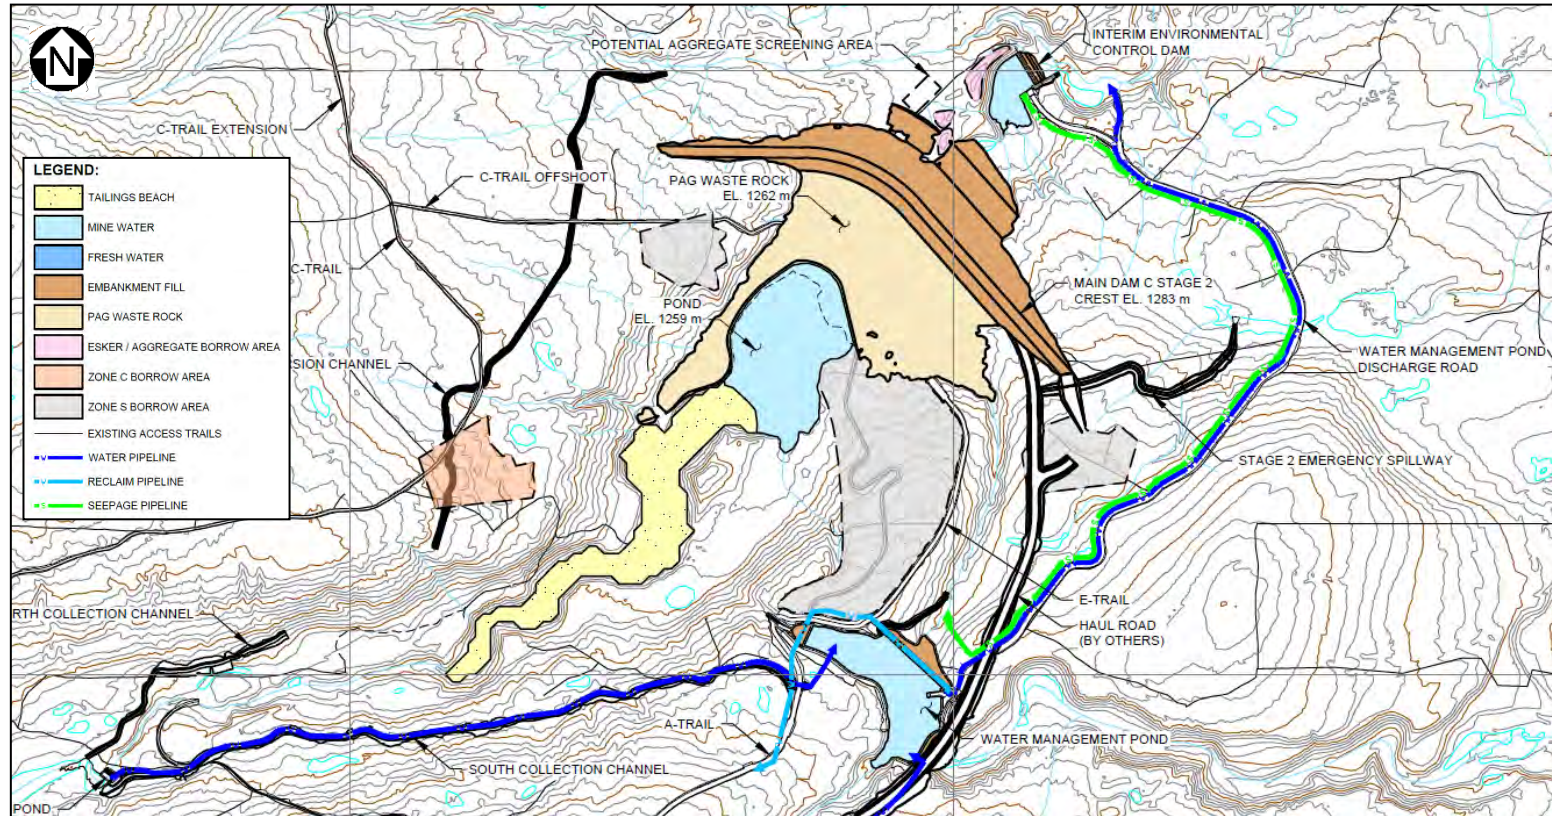 N
POTENTIAL AGGREGATE SCREENING AREA
INTERIM ENVIRONMENTAL
CONTROL DAM
C-TRAIL EXTENSION
LEGEND:
TAILINGS BEACH
MINE WATER
FRESH WATER
EMBANKMENT FILL
PAG WASTE ROCK
ESKER / AGGREGATE BORROW AREA
ZONE C BORROW AREA
ZONE S BORROW AREA
EXISTING ACCESS TRAILS
WATER PIPELINE
RECLAIM PIPELINE
SEEPAGE PIPELINE
C-TRAIL OFFSHOOT
PAG WASTE ROCK
EL. 1262 m
C-TRAIL
MAIN DAM C STAGE 2
CREST EL. 1283 m
POND
EL. 1259 m
SION CHANNEL
WATER MANAGEMENT POND
DISCHARGE ROAD
STAGE 2 EMERGENCY SPILLWAY
E-TRAIL
HAUL ROAD
(BY OTHERS)
RTH COLLECTION CHANNEL
A-TRAIL
WATER MANAGEMENT POND
SOUTH COLLECTION CHANNEL
POND